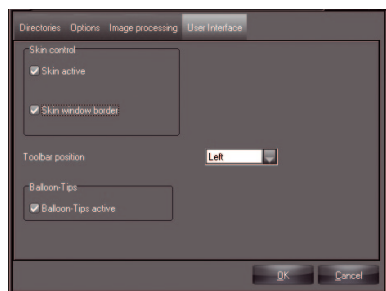 Directories Options Image processing User Interface
Skin control
Skin active
Skin window border
Toolbar position Left
Balloon-Tips
Balloon-Tips active
OK Cancel